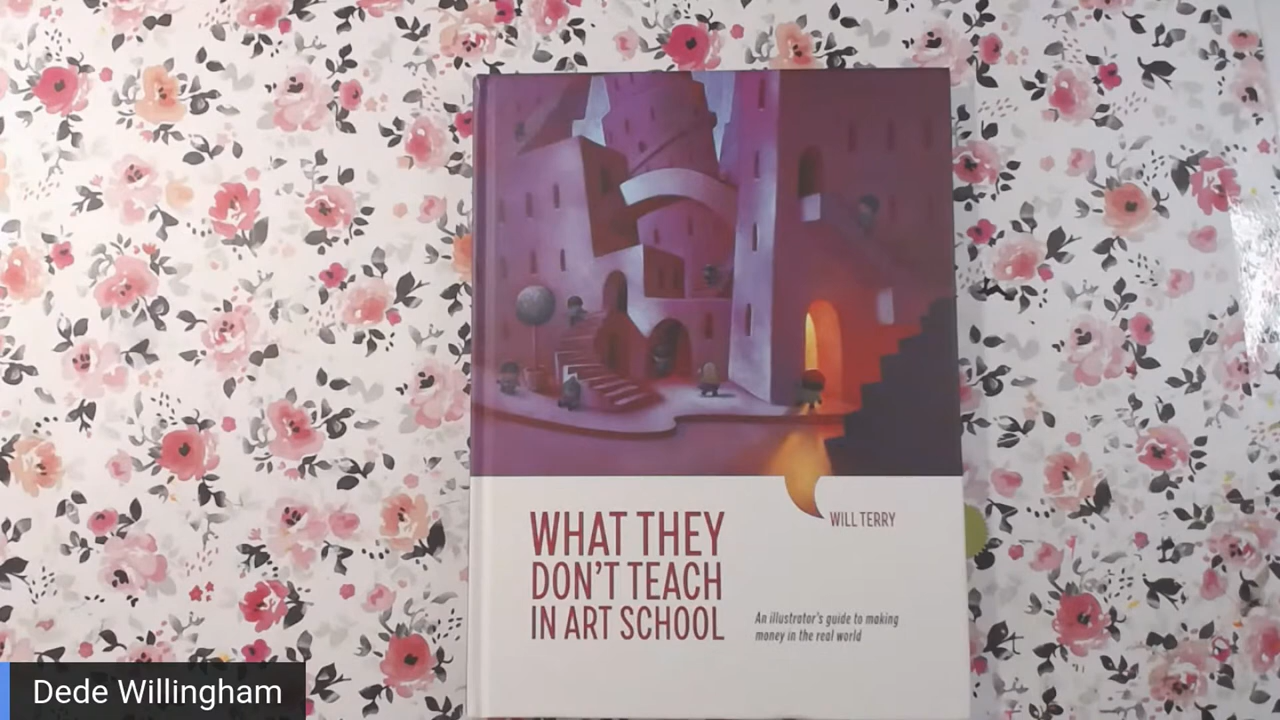 WILL TERRY
WHAT THEY
DON'T TEACH
IN ART SCHOOL
An illustrator's guide to making
money in the real world
Dede Willingham